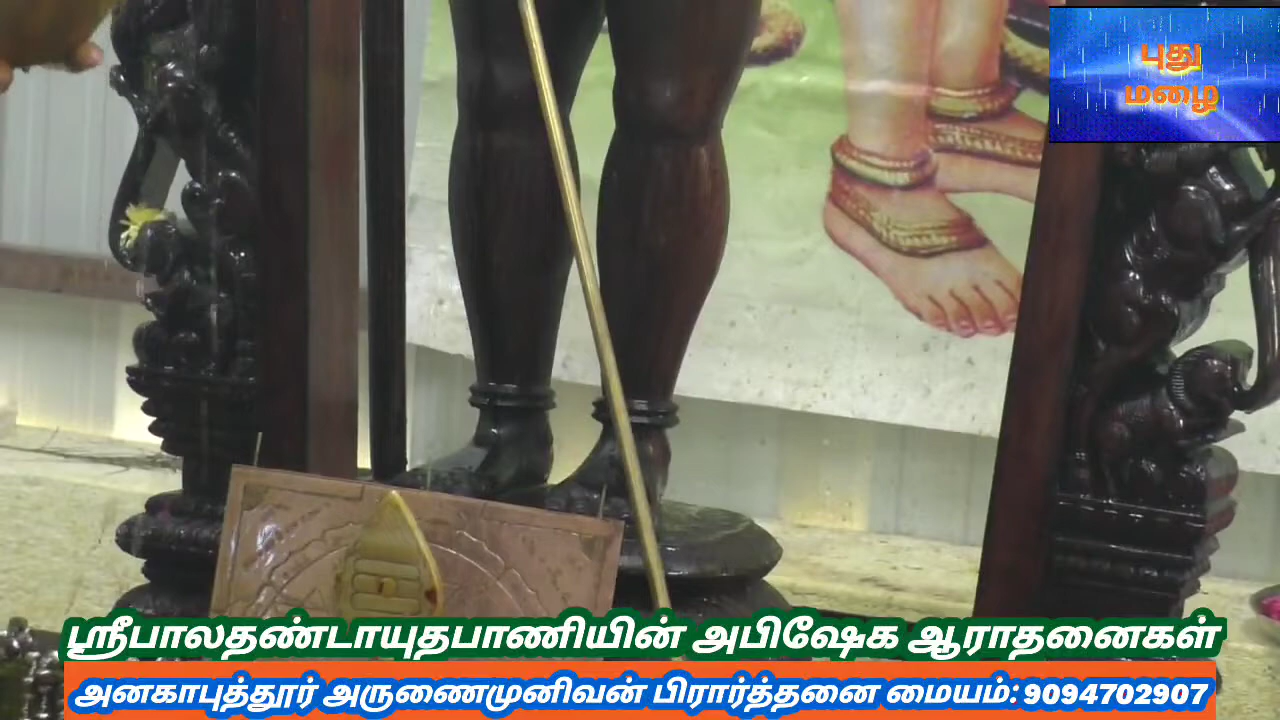 புது
மழை
ஸ்ரீபாலதண்டாயுதபாணியின் அபிஷேக ஆராதனைகள்
அனகாபுத்தூர் அருணைமுனிவன் பிரார்த்தனை மையம்: 9094702907